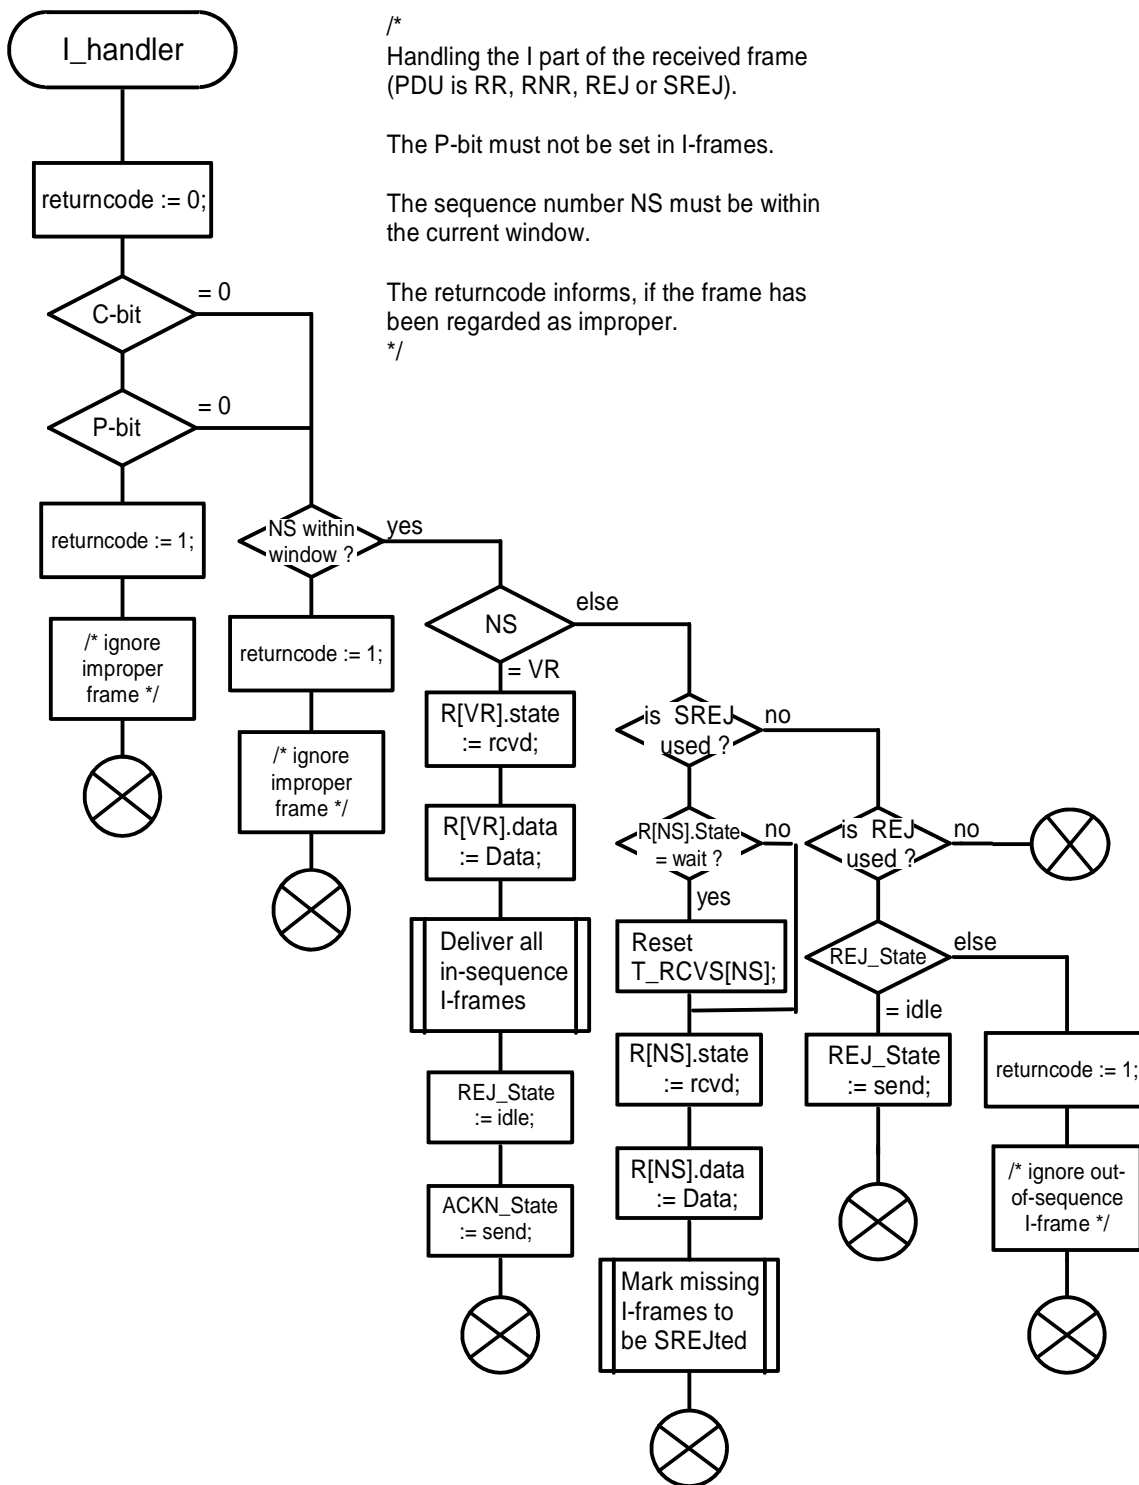 I_handler
/*
Handling the I part of the received frame
(PDU is RR, RNR, REJ or SREJ).
The P-bit must not be set in I-frames.
The sequence number NS must be within
the current window.
The returncode informs, if the frame has
been regarded as improper.
*/
returncode := 0;
C-bit
= 0
P-bit
= 0
returncode := 1;
/* ignore
improper
frame */
NS within
window ?
yes
returncode := 1;
/* ignore
improper
frame */
NS
else
= VR
R[VR].state
:= rcvd;
R[VR].data
:= Data;
Deliver all
in-sequence
I-frames
REJ_State
:= idle;
ACKN_State
:= send;
is SREJ
used ?
no
R[NS].State
= wait ?
no
yes
Reset
T_RCVS[NS];
R[NS].state
:= rcvd;
R[NS].data
:= Data;
Mark missing
I-frames to
be SREJted
is REJ
used ?
no
REJ_State
else
= idle
REJ_State
:= send;
returncode := 1;
/* ignore out-
of-sequence
I-frame */